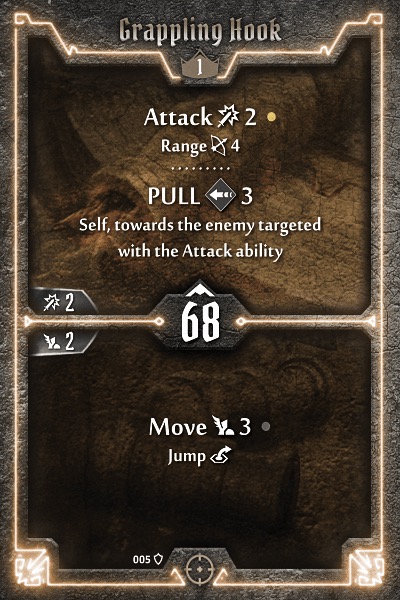 Grappling Hook
1
Attack 2
Range 4
PULL 3
Self, towards the enemy targeted
with the Attack ability
2
68
2
Move 3
Jump
005